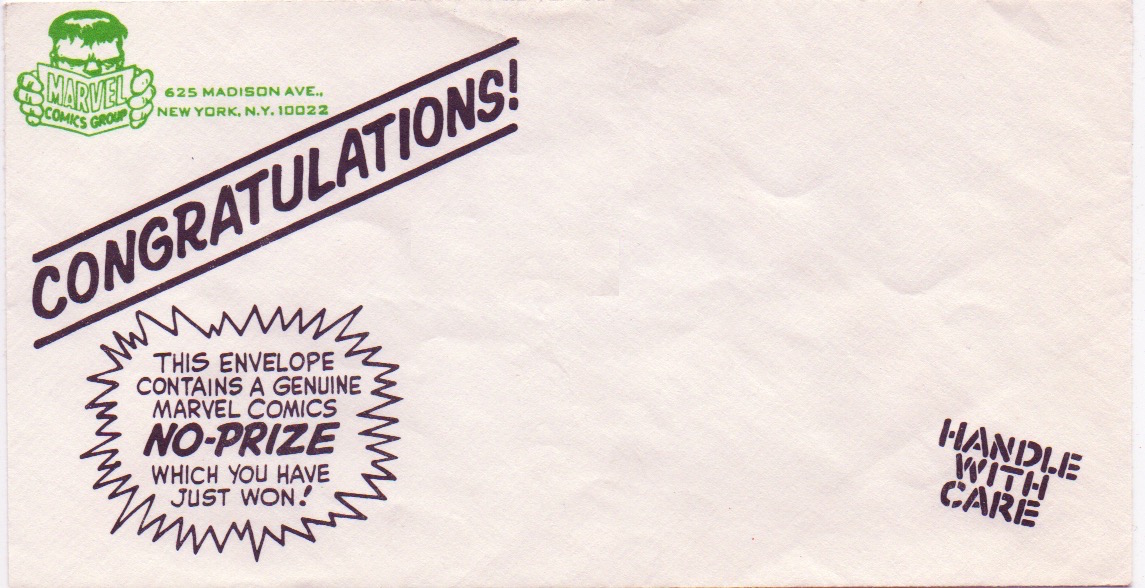 MARVEL
COMICS GROUP
625 MADISON AVE.,
NEW YORK, N.Y. 10022
CONGRATULATIONS!
THIS ENVELOPE
CONTAINS A GENUINE
MARVEL COMICS
NO-PRIZE
WHICH YOU HAVE
JUST WON!
HANDLE
WITH
CARE